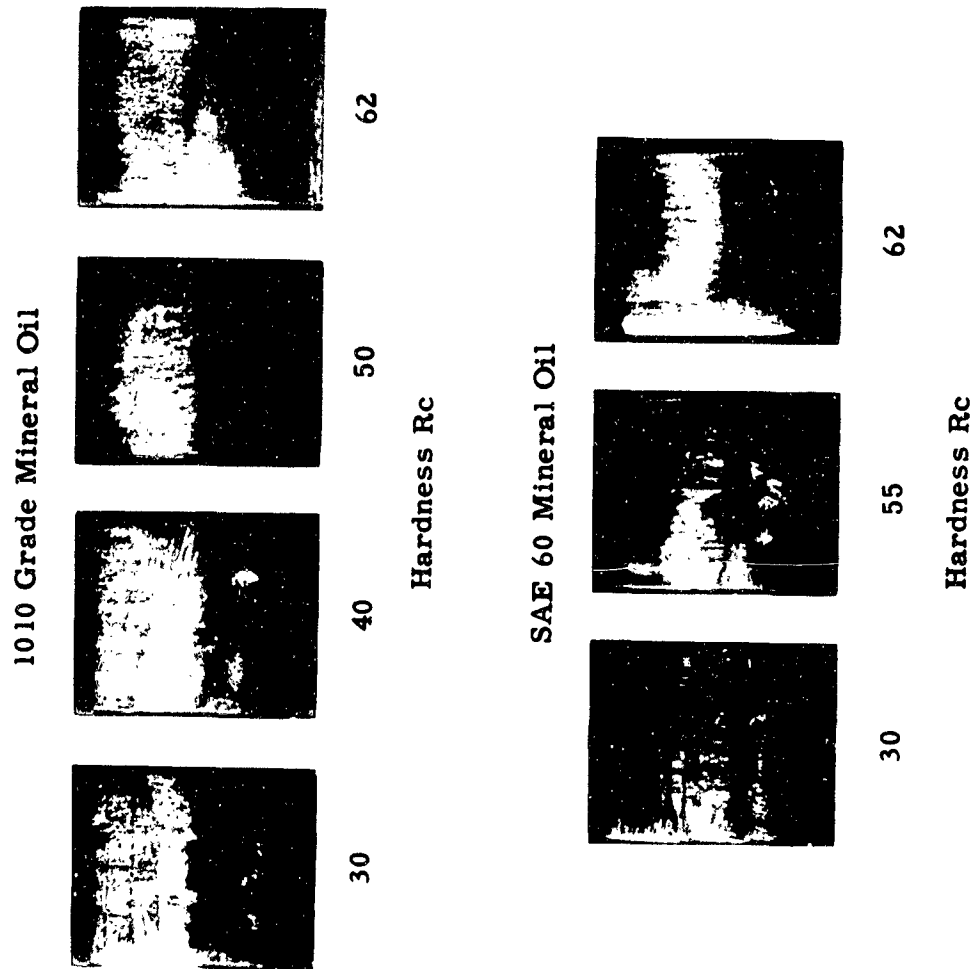 1010 Grade Mineral Oil
30 40 50 62
Hardness Rc
SAE 60 Mineral Oil
30 55 62
Hardness Rc